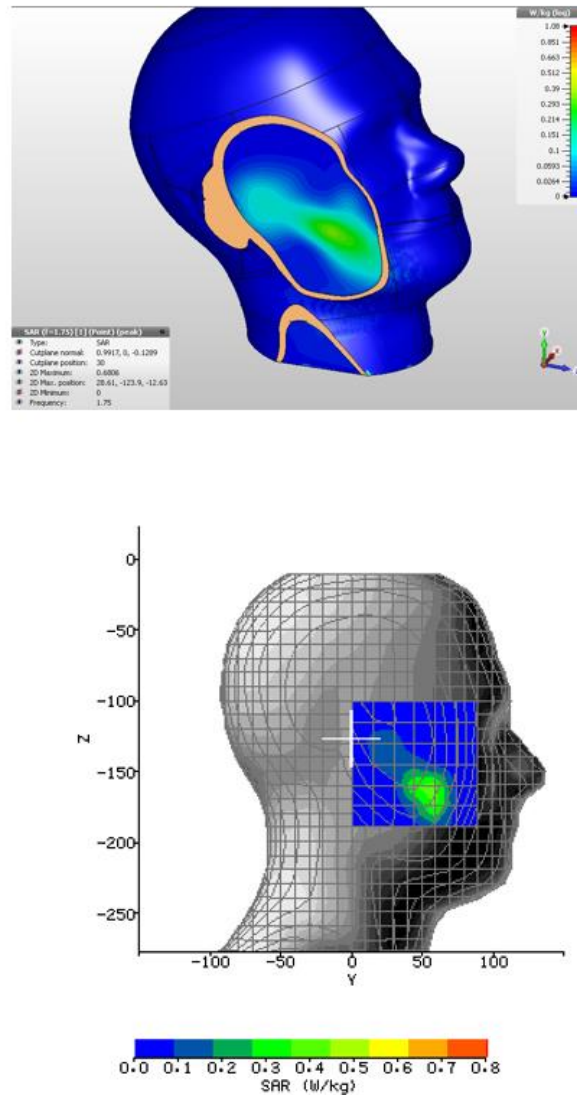 W/kg (log)
1.08
0.851
0.663
0.512
0.39
0.293
0.214
0.151
0.1
0.0593
0.0264
0
SAR (f=1.75) [1] (Point) (peak)
Type: SAR
Cutplane normal: 0.9917, 0, -0.1289
Cutplane position: 30
2D Maximum: 0.6806
2D Max. position: 28.61, -123.9, -12.63
2D Minimum: 0
Frequency: 1.75
0
-50
-100
Z
-150
-200
-250
-100 -50 0 50 100
Y
0.0 0.1 0.2 0.3 0.4 0.5 0.6 0.7 0.8
SAR (W/kg)